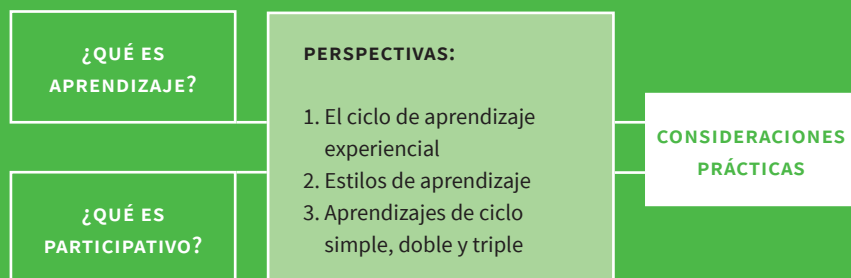 ¿QUÉ ES
APRENDIZAJE?
¿QUÉ ES
PARTICIPATIVO?
PERSPECTIVAS:
1. El ciclo de aprendizaje
experiencial
2. Estilos de aprendizaje
3. Aprendizajes de ciclo
simple, doble y triple
CONSIDERACIONES
PRÁCTICAS